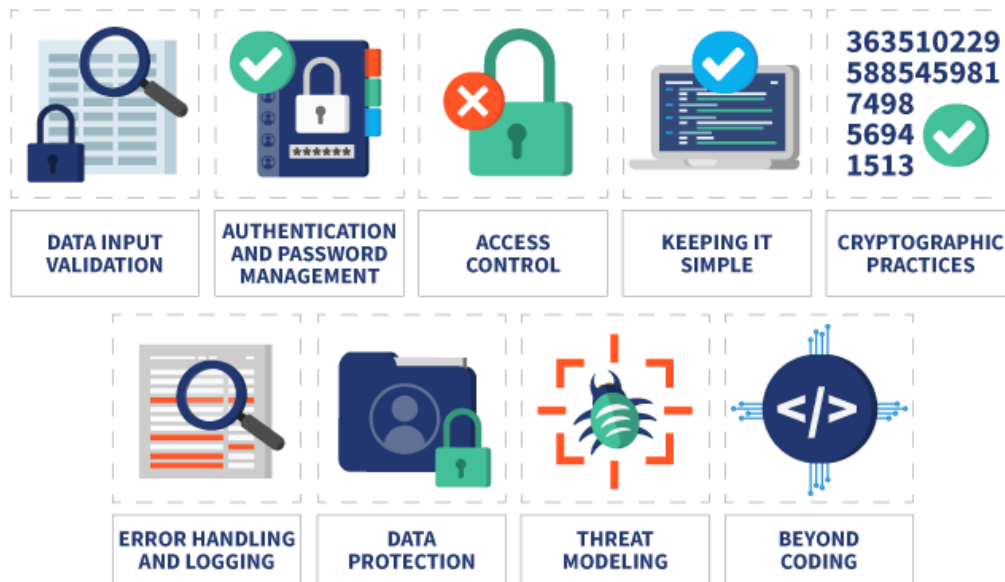 363510229
588545981
7498
5694
1513
******
DATA INPUT
VALIDATION
AUTHENTICATION
AND PASSWORD
MANAGEMENT
ACCESS
CONTROL
KEEPING IT
SIMPLE
CRYPTOGRAPHIC
PRACTICES
</>
ERROR HANDLING
AND LOGGING
DATA
PROTECTION
THREAT
MODELING
BEYOND
CODING